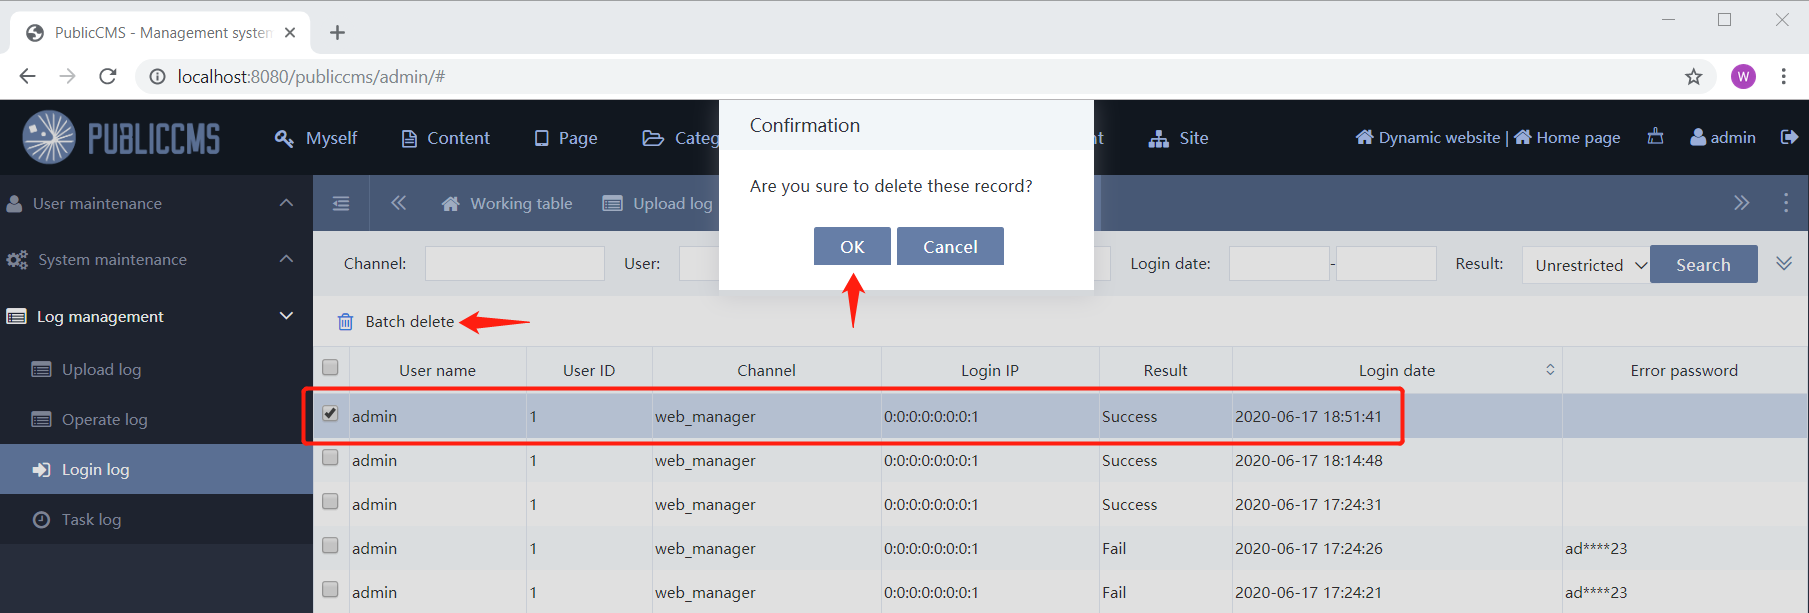 PublicCMS - Management system
localhost:8080/publiccms/admin/#
W
PUBLICCMS
Myself
Content
Page
Categ
nt
Site
Dynamic website | Home page
admin
Confirmation
Are you sure to delete these record?
OK
Cancel
User maintenance
System maintenance
Log management
Upload log
Operate log
Login log
Task log
Working table
Upload log
Channel:
User:
Login date:
-
Result:
Unrestricted
Search
Batch delete
User name User ID Channel Login IP Result Login date Error password
admin 1 web_manager 0:0:0:0:0:0:0:1 Success 2020-06-17 18:51:41
admin 1 web_manager 0:0:0:0:0:0:0:1 Success 2020-06-17 18:14:48
admin 1 web_manager 0:0:0:0:0:0:0:1 Success 2020-06-17 17:24:31
admin 1 web_manager 0:0:0:0:0:0:0:1 Fail 2020-06-17 17:24:26 ad****23
admin 1 web_manager 0:0:0:0:0:0:0:1 Fail 2020-06-17 17:24:21 ad****23